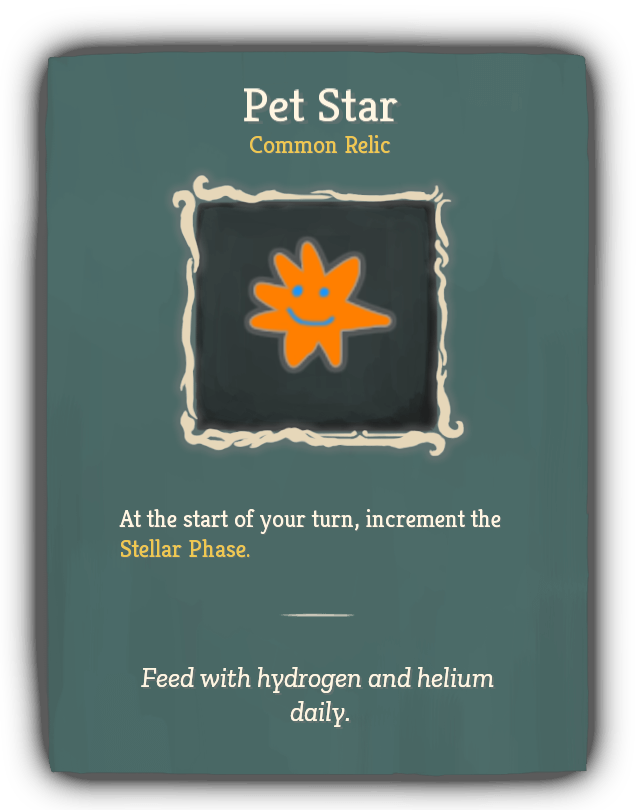 Pet Star
Common Relic
At the start of your turn, increment the
Stellar Phase.
Feed with hydrogen and helium
daily.